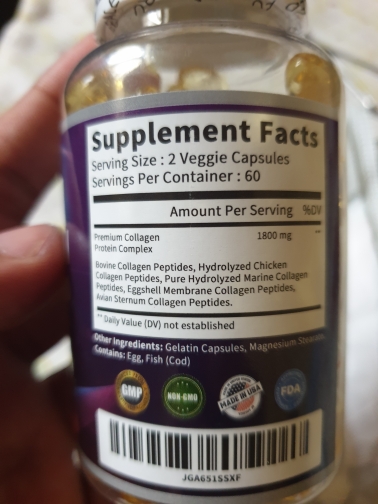 Supplement Facts
Serving Size : 2 Veggie Capsules
Servings Per Container : 60
Amount Per Serving %DV
Premium Collagen 1800 mg **
Protein Complex
Bovine Collagen Peptides, Hydrolyzed Chicken
Collagen Peptides, Pure Hydrolyzed Marine Collagen
Peptides, Eggshell Membrane Collagen Peptides,
Avian Sternum Collagen Peptides.
** Daily Value (DV) not established
Other Ingredients: Gelatin Capsules, Magnesium
Contains: Egg, Fish (Cod)
GMP
NON-GMO
MADE IN USA
FDA
JGA651SSXF